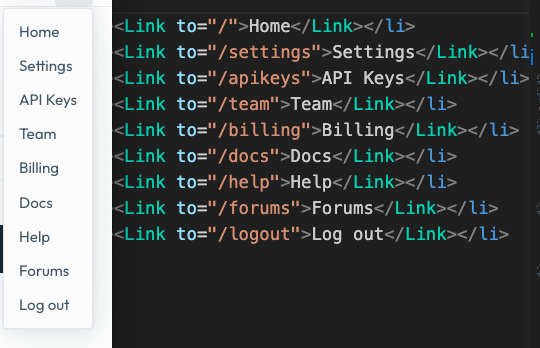 Home
Settings
API Keys
Team
Billing
Docs
Help
Forums
Log out
<Link to="/">Home</Link></li>
<Link to="/settings">Settings</Link></li
<Link to="/apikeys">API Keys</Link></li>
<Link to="/team">Team</Link></li>
<Link to="/billing">Billing</Link></li>
<Link to="/docs">Docs</Link></li>
<Link to="/help">Help</Link></li>
<Link to="/forums">Forums</Link></li>
<Link to="/logout">Log out</Link></li>